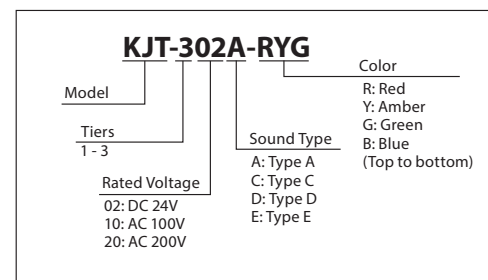 KJT-302A-RYG
Model
Tiers
1 - 3
Rated Voltage
02: DC 24V
10: AC 100V
20: AC 200V
Sound Type
A: Type A
C: Type C
D: Type D
E: Type E
Color
R: Red
Y: Amber
G: Green
B: Blue
(Top to bottom)